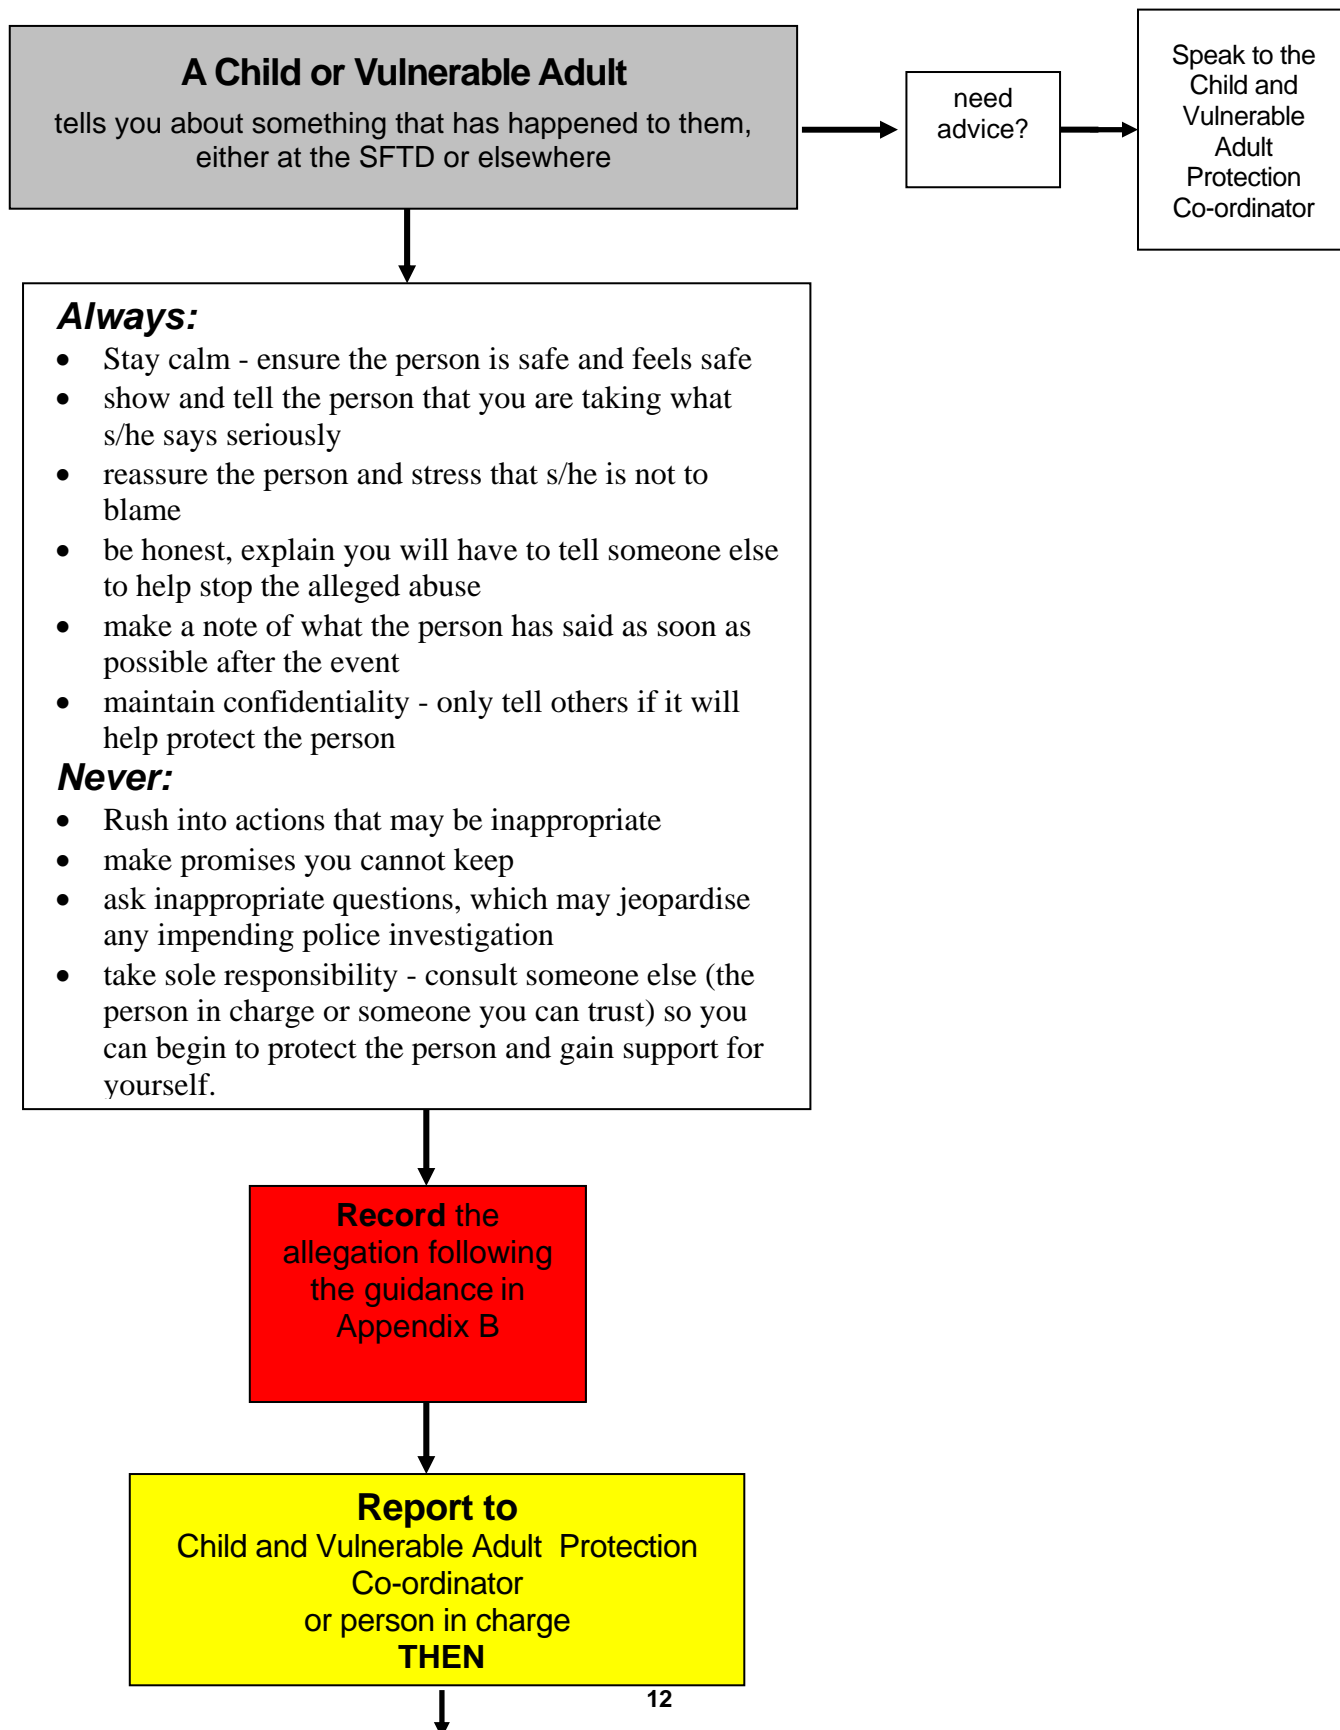 A Child or Vulnerable Adult
tells you about something that has happened to them,
either at the SFTD or elsewhere
need
advice?
Speak to the
Child and
Vulnerable
Adult
Protection
Co-ordinator
Always:
• Stay calm - ensure the person is safe and feels safe
• show and tell the person that you are taking what
s/he says seriously
• reassure the person and stress that s/he is not to
blame
• be honest, explain you will have to tell someone else
to help stop the alleged abuse
• make a note of what the person has said as soon as
possible after the event
• maintain confidentiality - only tell others if it will
help protect the person
Never:
• Rush into actions that may be inappropriate
• make promises you cannot keep
• ask inappropriate questions, which may jeopardise
any impending police investigation
• take sole responsibility - consult someone else (the
person in charge or someone you can trust) so you
can begin to protect the person and gain support for
yourself.
Record the
allegation following
the guidance in
Appendix B
Report to
Child and Vulnerable Adult Protection
Co-ordinator
or person in charge
THEN
12